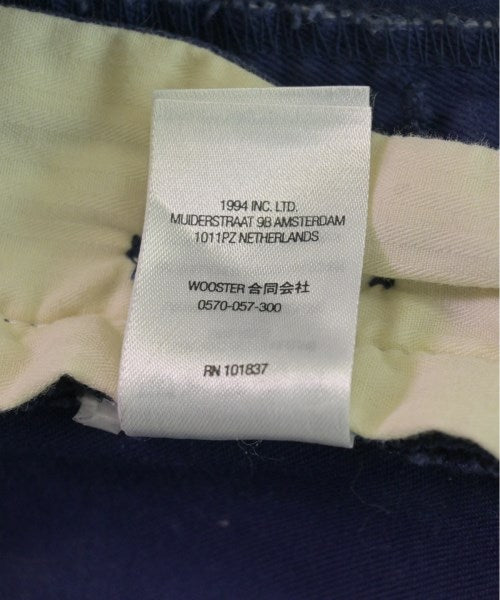 1994 INC. LTD.
MUIDERSTRAAT 9B AMSTERDAM
1011PZ NETHERLANDS
WOOSTER 合同会社
0570-057-300
RN 101837